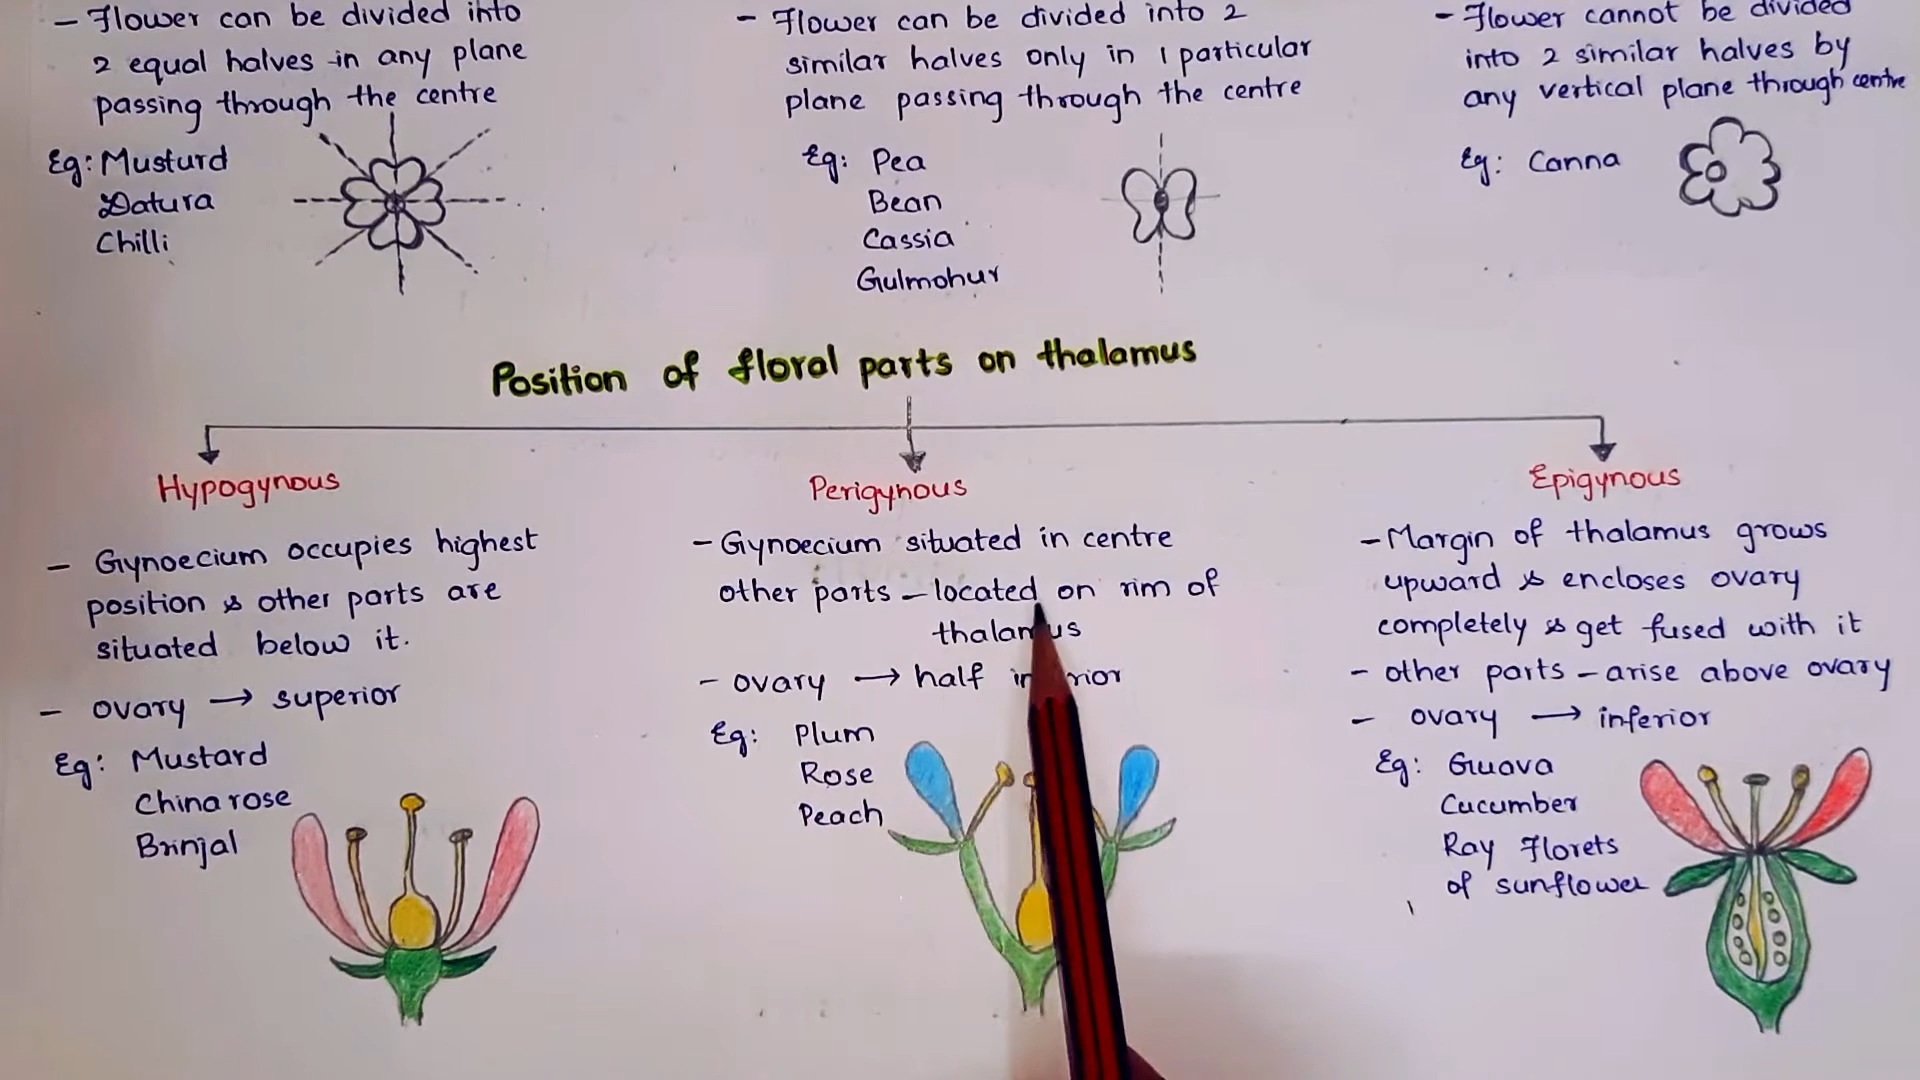 – Flower can be divided into
2 equal halves in any plane
passing through the centre
Eg: Musturd
Datura
Chilli
– Flower can be divided into 2
similar halves only in 1 particular
plane passing through the centre
Eg: Pea
Bean
Cassia
Gulmohur
– Flower cannot be divided
into 2 similar halves by
any vertical plane through centre
Eg: Canna
Position of floral parts on thalamus
Hypogynous
– Gynoecium occupies highest
position & other parts are
situated below it.
– ovary → superior
Eg: Mustard
China rose
Brinjal
Perigynous
– Gynoecium situated in centre
other parts – located on rim of
thalamus
– ovary → half
Eg: Plum
Rose
Peach
Epigynous
– Margin of thalamus grows
upward & encloses ovary
completely & get fused with it
– other parts – arise above ovary
– ovary → inferior
Eg: Guava
Cucumber
Ray Florets
of sunflower